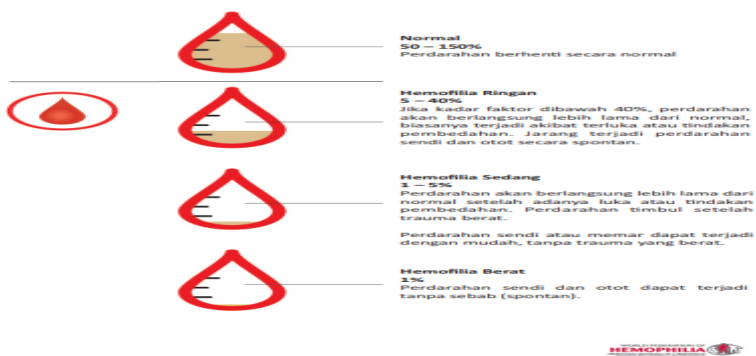 Normal
50 – 150%
Perdarahan berhenti secara normal
Hemofilia Ringan
5 – 40%
Jika kadar faktor dibawah 40%, perdarahan
akan berlangsung lebih lama dari normal,
biasanya terjadi akibat terluka atau tindakan
pembedahan. Jarang terjadi perdarahan
sendi dan otot secara spontan.
Hemofilia Sedang
1 – 5%
Perdarahan akan berlangsung lebih lama dari
normal setelah adanya luka atau tindakan
pembedahan. Perdarahan timbul setelah
trauma berat.
Perdarahan sendi atau memar dapat terjadi
dengan mudah, tanpa trauma yang berat.
Hemofilia Berat
1%
Perdarahan sendi dan otot dapat terjadi
tanpa sebab (spontan).
WORLD FEDERATION OF
HEMOPHILIA